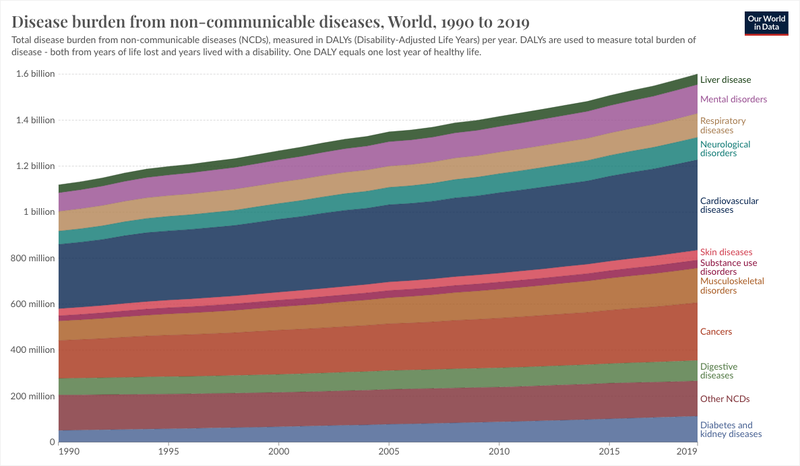 Disease burden from non-communicable diseases, World, 1990 to 2019
Total disease burden from non-communicable diseases (NCDs), measured in DALYs (Disability-Adjusted Life Years) per year. DALYs are used to measure total burden of
disease - both from years of life lost and years lived with a disability. One DALY equals one lost year of healthy life.
Our World
in Data
1.6 billion
1.4 billion
1.2 billion
1 billion
800 million
600 million
400 million
200 million
0
1990
1995
2000
2005
2010
2015
2019
Liver disease
Mental disorders
Respiratory
diseases
Neurological
disorders
Cardiovascular
diseases
Skin diseases
Substance use
disorders
Musculoskeletal
disorders
Cancers
Digestive
diseases
Other NCDs
Diabetes and
kidney diseases